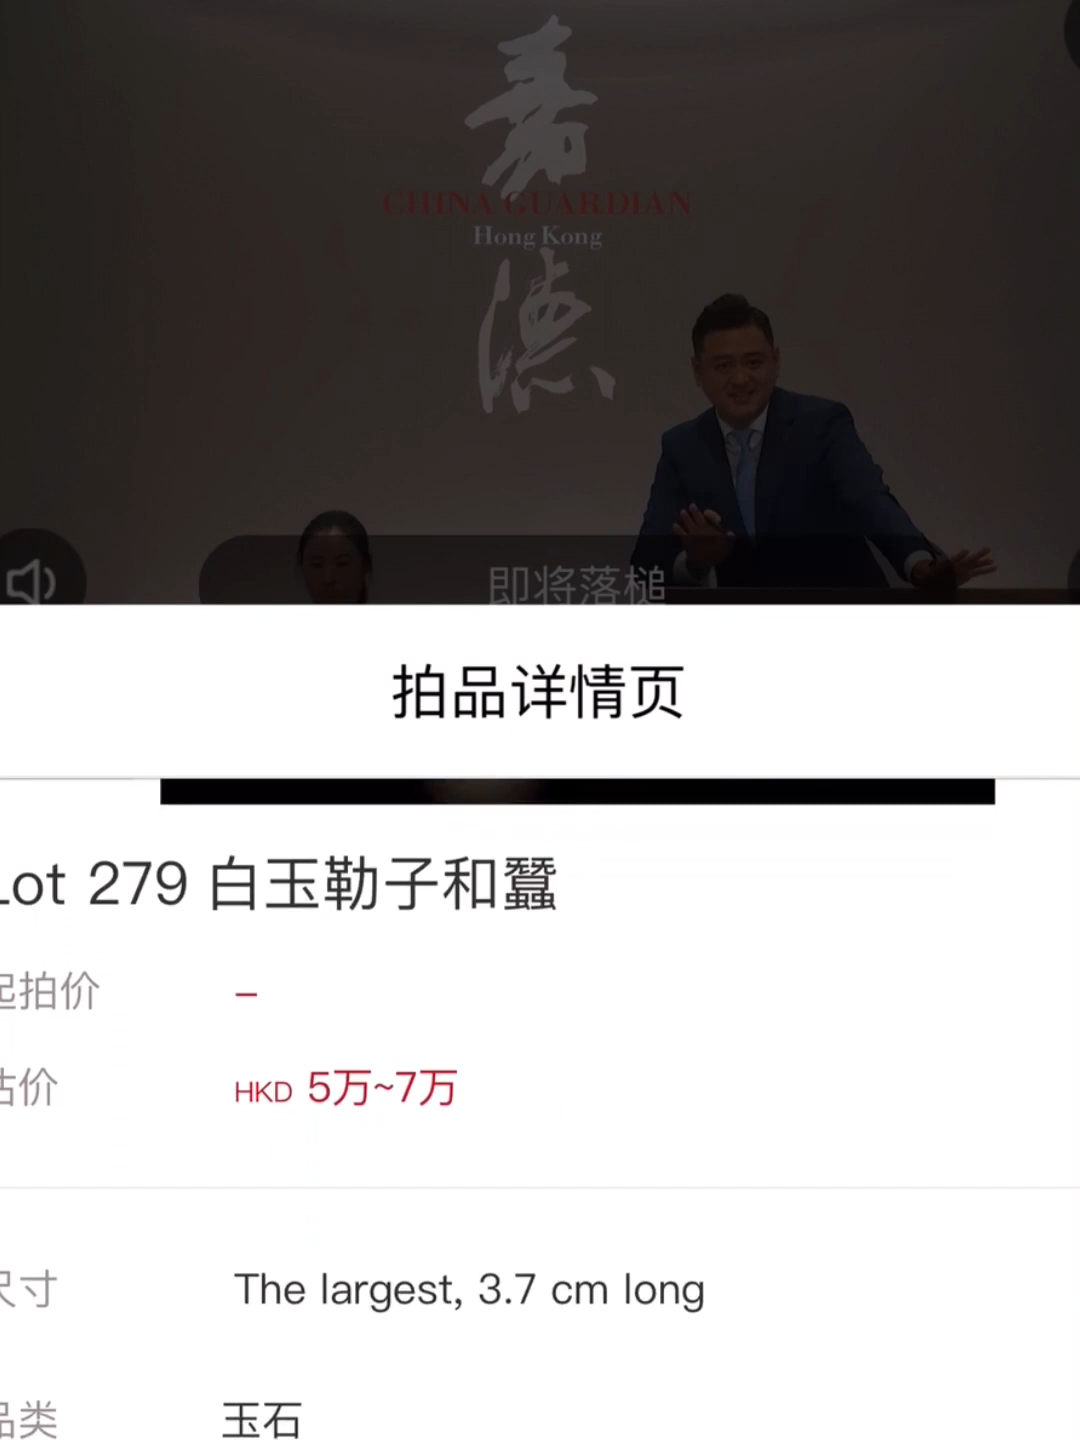 嘉
CHINA GUARDIAN
Hong Kong
德
即将落槌
拍品详情页
Lot 279 白玉勒子和蠶
起拍价 –
估价 HKD 5万~7万
尺寸 The largest, 3.7 cm long
品类 玉石